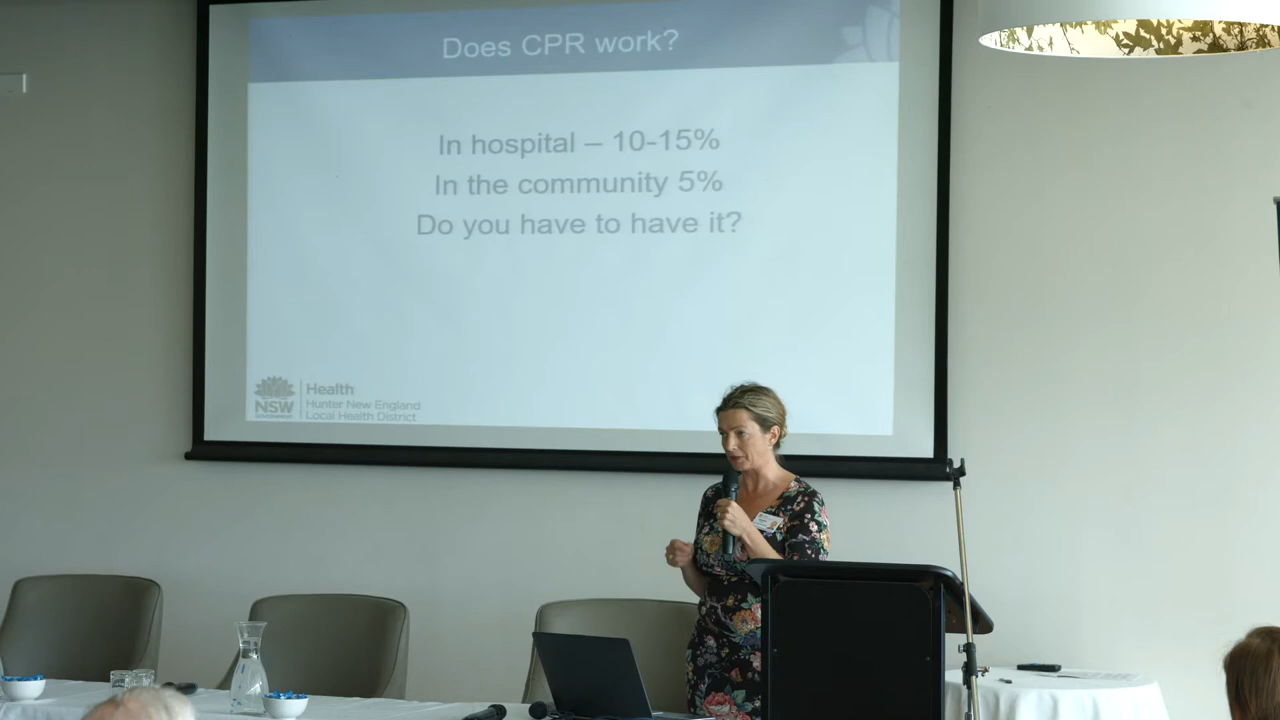 Does CPR work?
In hospital – 10-15%
In the community 5%
Do you have to have it?
NSW
GOVERNMENT
Health
Hunter New England
Local Health District